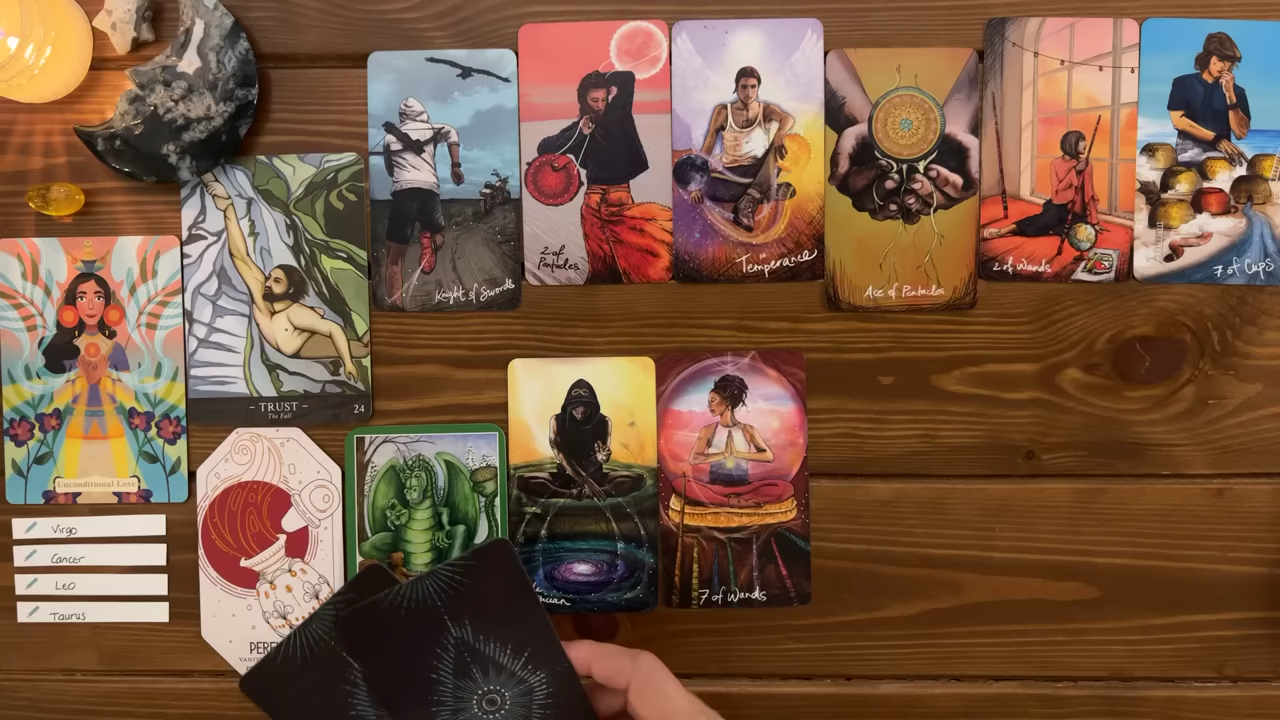 Knight of Swords
2 of
Pentacles
Temperance
Ace of Pentacles
2 of Wands
7 of Cups
- TRUST -
The Fall
24
Unconditional Love
Virgo
Cancer
Leo
Taurus
7 of Wands